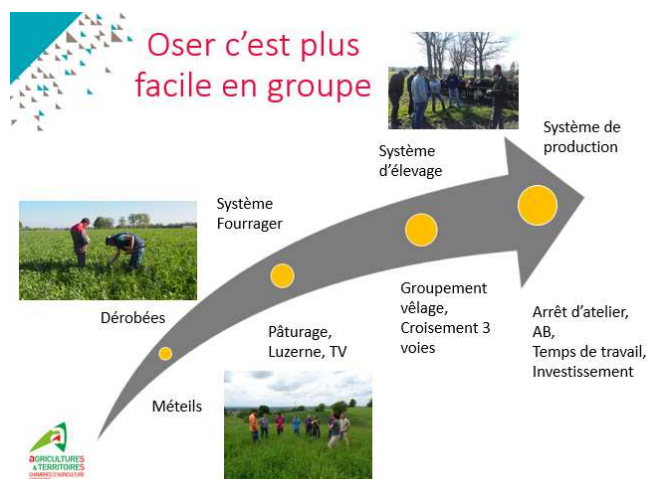 Oser c'est plus
facile en groupe
Système de
production
Système
d'élevage
Système
Fourrager
Dérobées
Méteils
Pâturage,
Luzerne, TV
Groupement
vêlage,
Croisement 3
voies
Arrêt d'atelier,
AB,
Temps de travail,
Investissement
AGRICULTURES
& TERRITOIRES
CHAMBRES D'AGRICULTURE